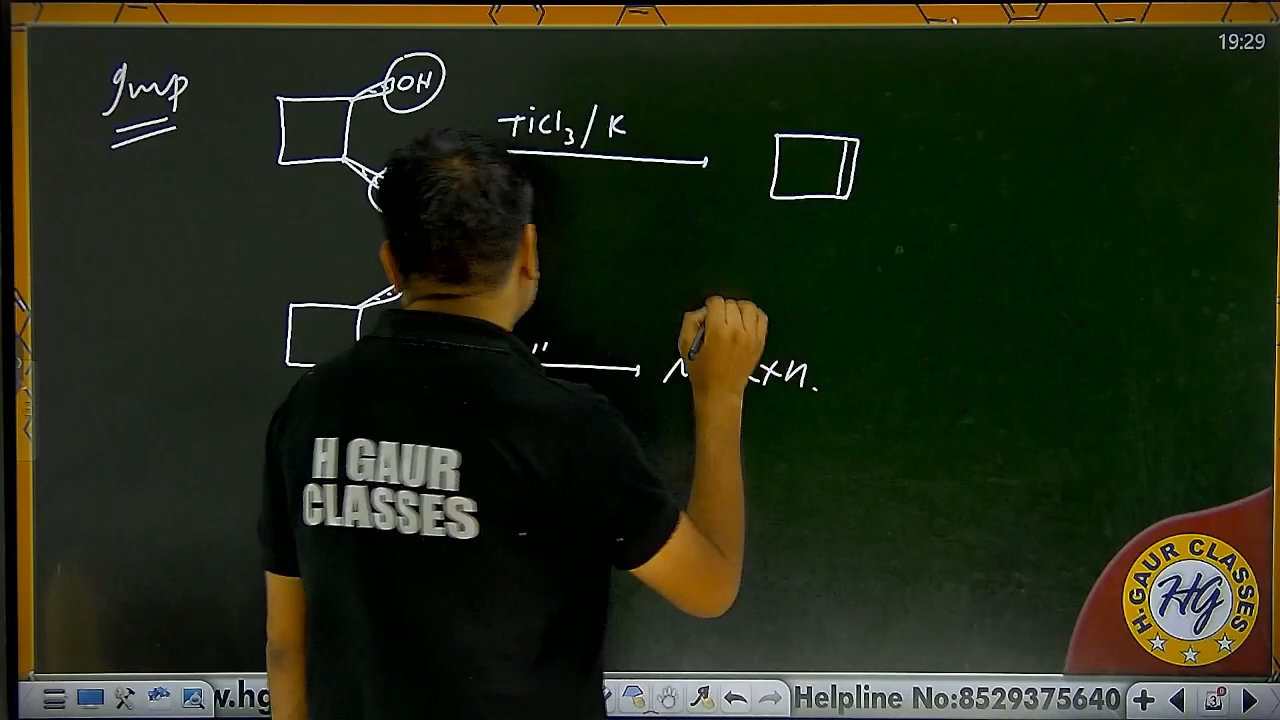 19:29
Imp
OH
TiCl3/K
"
xn.
H GAUR
CLASSES
H-GAUR CLASSES
HG
Helpline No:8529375640